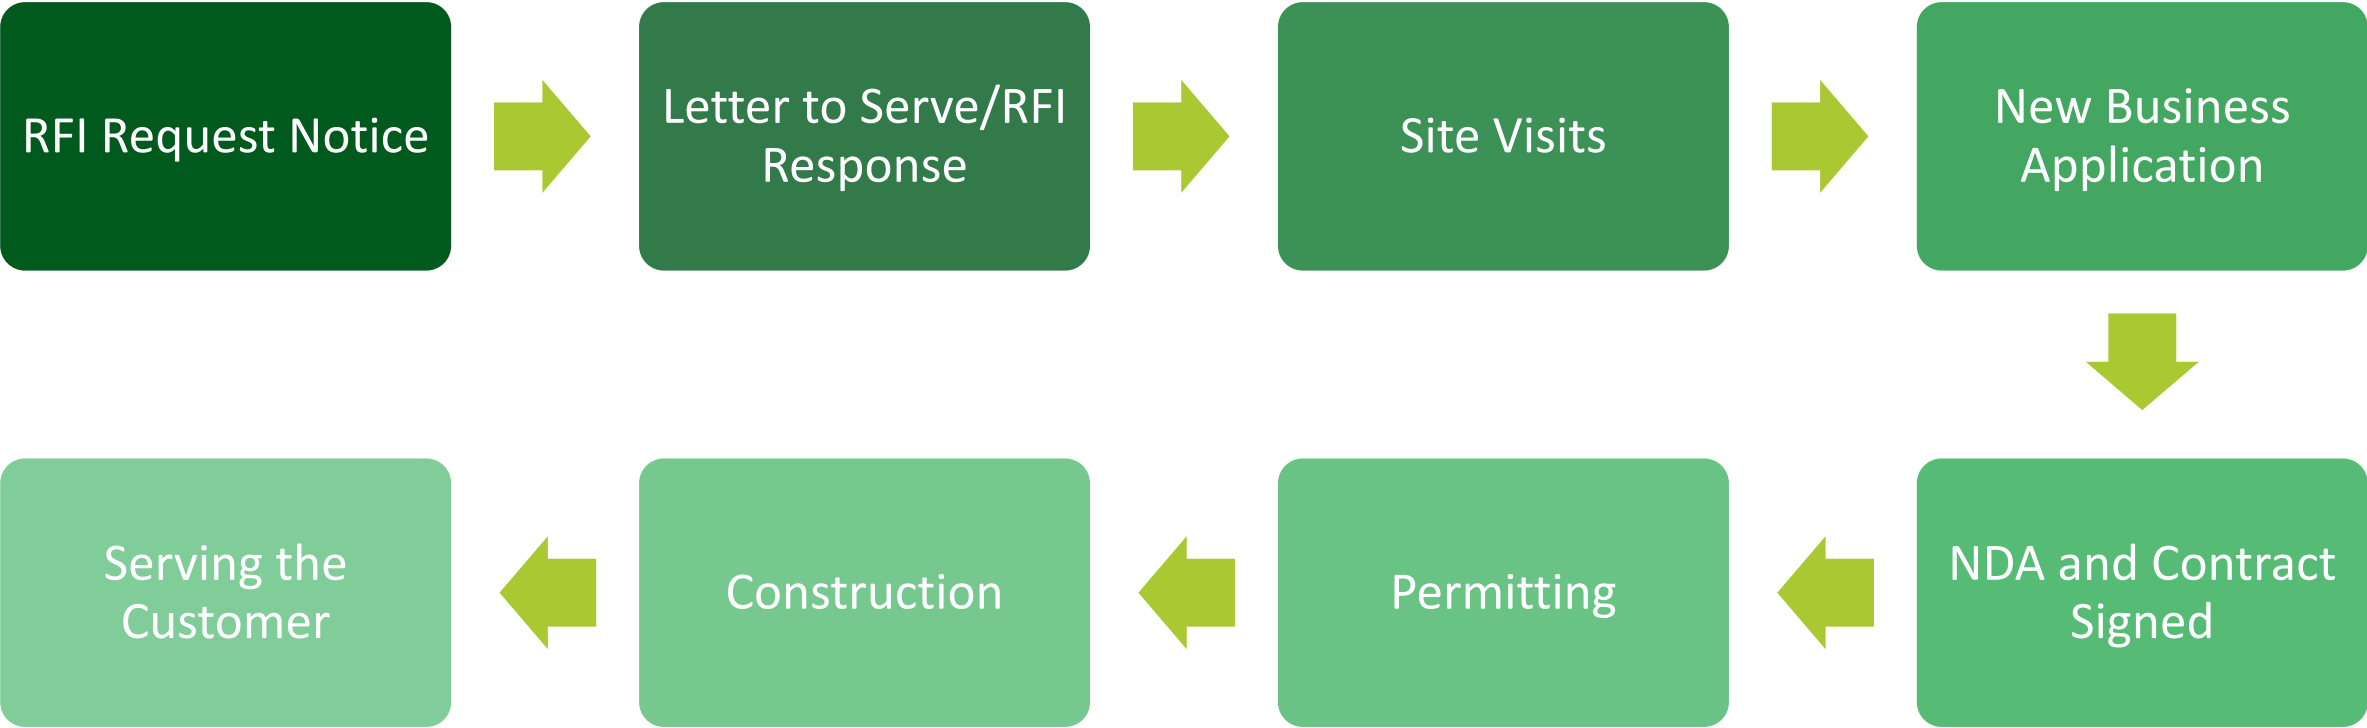 RFI Request Notice
Letter to Serve/RFI
Response
Site Visits
New Business
Application
NDA and Contract
Signed
Permitting
Construction
Serving the
Customer